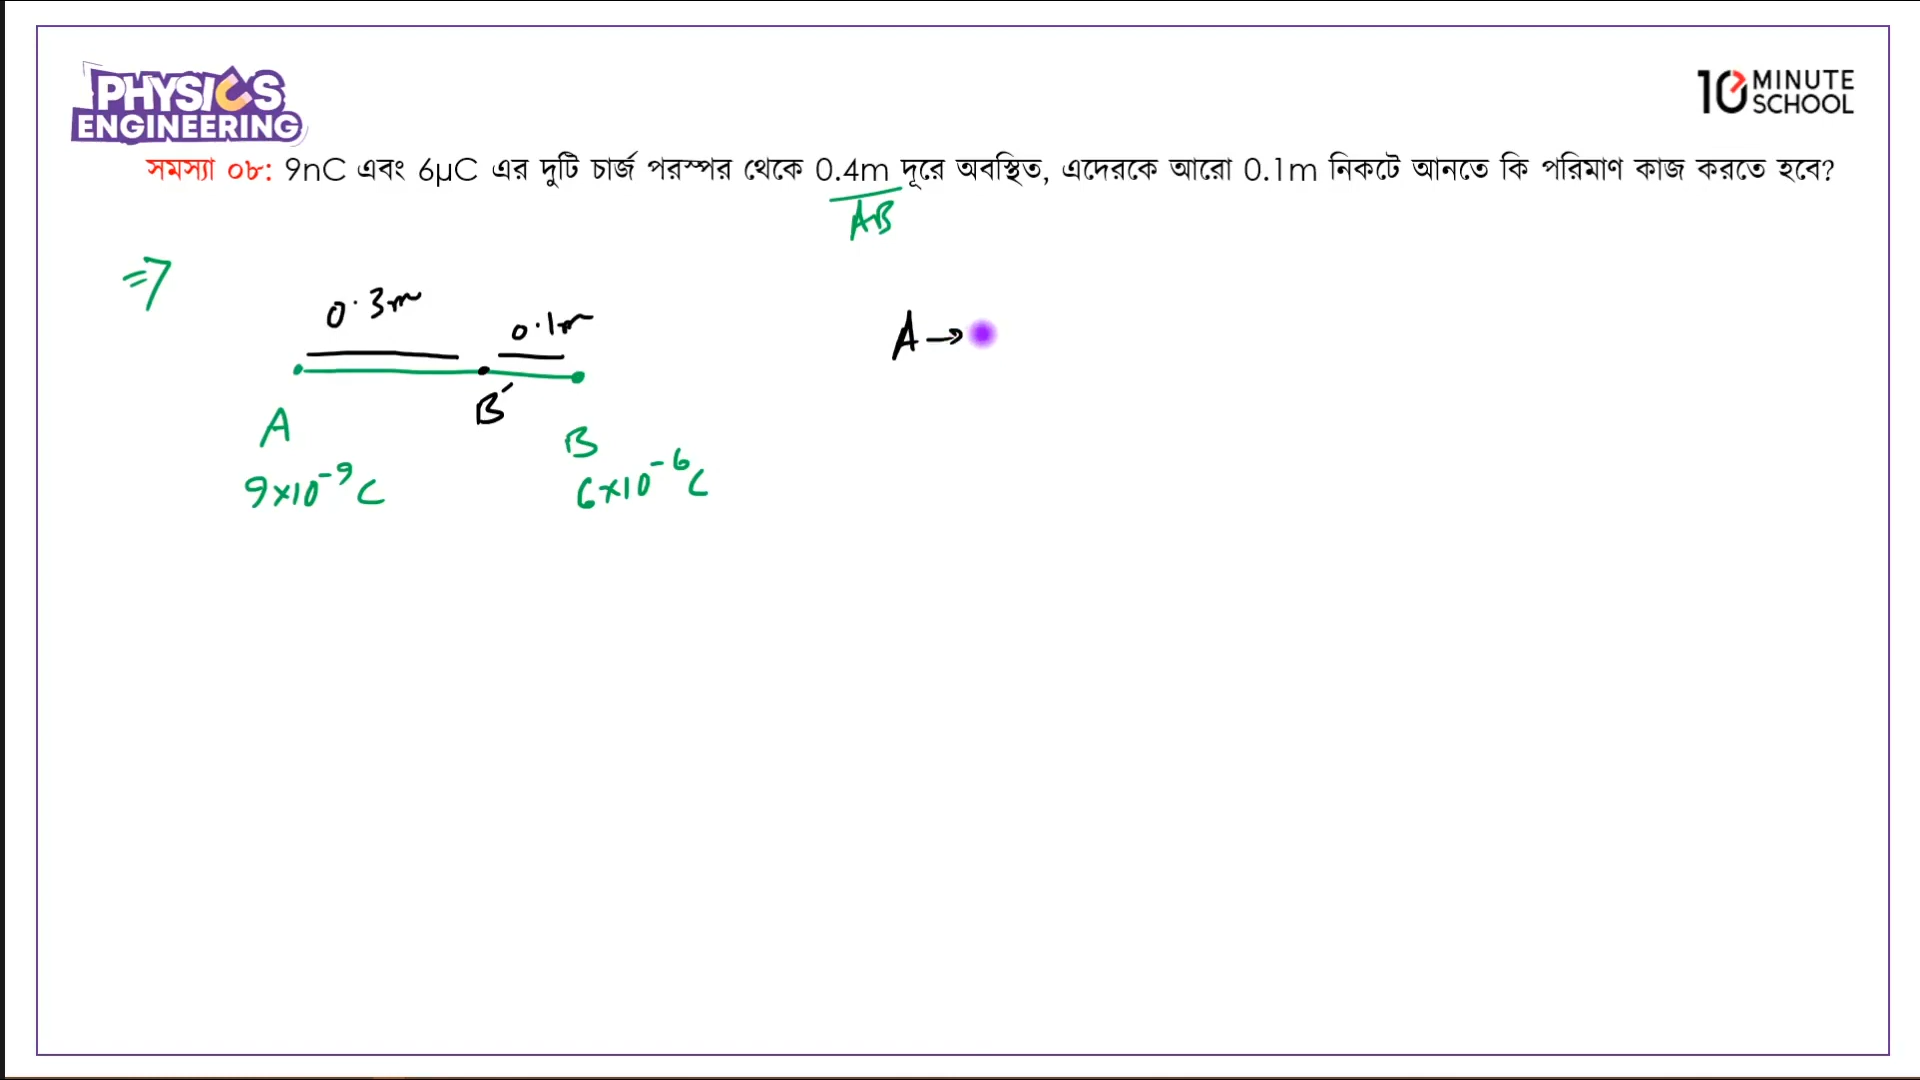 PHYSICS
ENGINEERING
10 MINUTE
SCHOOL
সমস্যা ০৮: 9nC এবং 6μC এর দুটি চার্জ পরস্পর থেকে 0.4m দূরে অবস্থিত, এদেরকে আরো 0.1m নিকটে আনতে কি পরিমাণ কাজ করতে হবে?
AB
⇒
0.3m 0.1m
A →
A B′ B
9×10⁻⁹C 6×10⁻⁶C